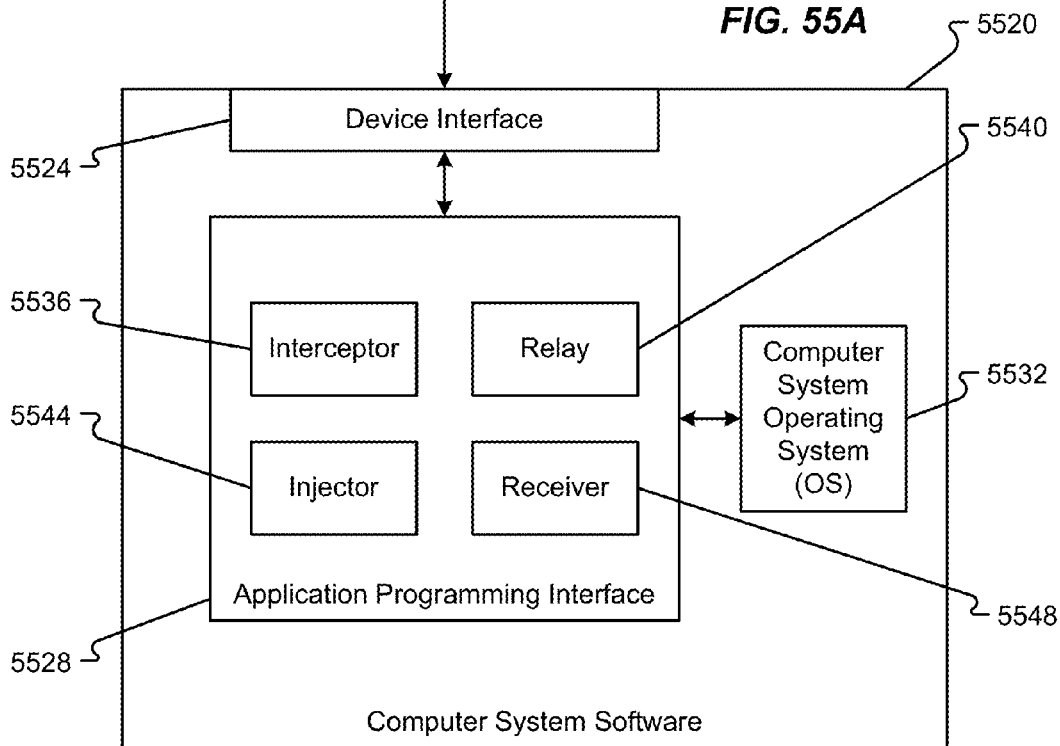 FIG. 55A
5520
Device Interface
5540
5524
5536
Interceptor
Relay
Computer
System
Operating
System
(OS)
5532
5544
Injector
Receiver
Application Programming Interface
5548
5528
Computer System Software